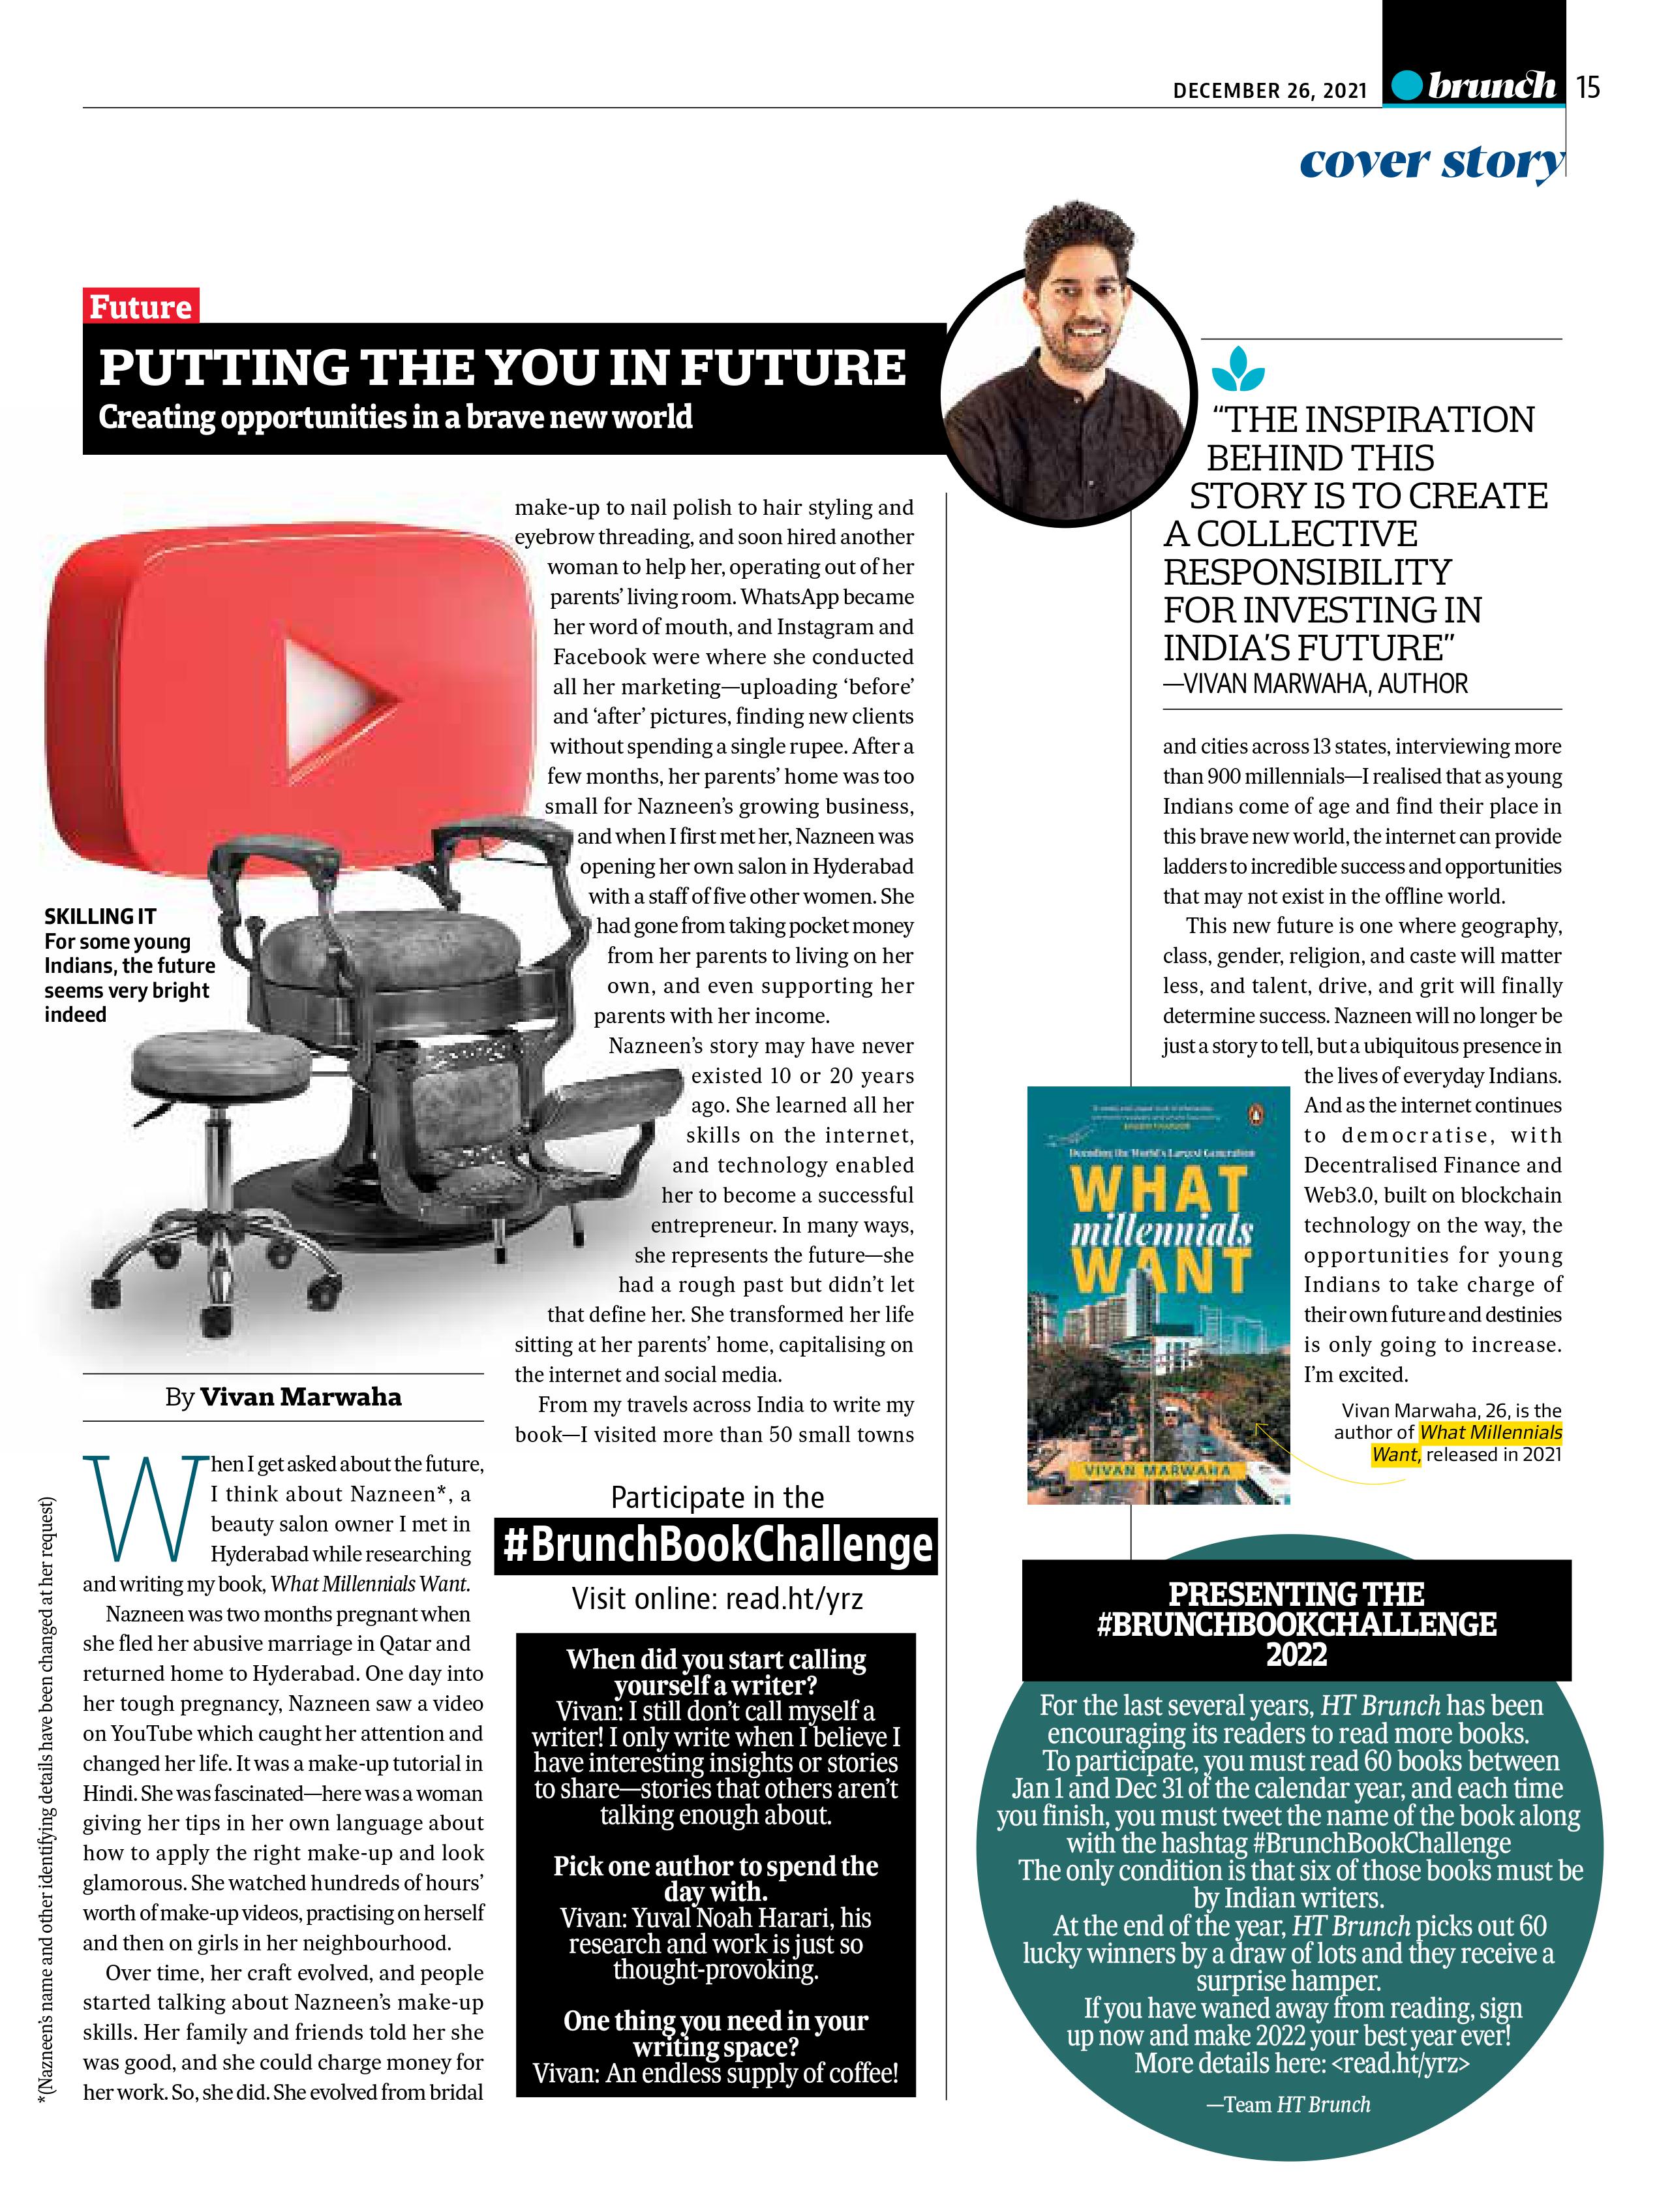 DECEMBER 26, 2021
brunch
15
cover story
Future
PUTTING THE YOU IN FUTURE
Creating opportunities in a brave new world
SKILLING IT
For some young
Indians, the future
seems very bright
indeed
By Vivan Marwaha
When I get asked about the future,
I think about Nazneen*, a
beauty salon owner I met in
Hyderabad while researching
and writing my book, What Millennials Want.
Nazneen was two months pregnant when
she fled her abusive marriage in Qatar and
returned home to Hyderabad. One day into
her tough pregnancy, Nazneen saw a video
on YouTube which caught her attention and
changed her life. It was a make-up tutorial in
Hindi. She was fascinated—here was a woman
giving her tips in her own language about
how to apply the right make-up and look
glamorous. She watched hundreds of hours’
worth of make-up videos, practising on herself
and then on girls in her neighbourhood.
Over time, her craft evolved, and people
started talking about Nazneen’s make-up
skills. Her family and friends told her she
was good, and she could charge money for
her work. So, she did. She evolved from bridal
*(Nazneen’s name and other identifying details have been changed at her request)
make-up to nail polish to hair styling and
eyebrow threading, and soon hired another
woman to help her, operating out of her
parents’ living room. WhatsApp became
her word of mouth, and Instagram and
Facebook were where she conducted
all her marketing—uploading ‘before’
and ‘after’ pictures, finding new clients
without spending a single rupee. After a
few months, her parents’ home was too
small for Nazneen’s growing business,
and when I first met her, Nazneen was
opening her own salon in Hyderabad
with a staff of five other women. She
had gone from taking pocket money
from her parents to living on her
own, and even supporting her
parents with her income.
Nazneen’s story may have never
existed 10 or 20 years
ago. She learned all her
skills on the internet,
and technology enabled
her to become a successful
entrepreneur. In many ways,
she represents the future—she
had a rough past but didn’t let
that define her. She transformed her life
sitting at her parents’ home, capitalising on
the internet and social media.
From my travels across India to write my
book—I visited more than 50 small towns
Participate in the
#BrunchBookChallenge
Visit online: read.ht/yrz
When did you start calling
yourself a writer?
Vivan: I still don’t call myself a
writer! I only write when I believe I
have interesting insights or stories
to share—stories that others aren’t
talking enough about.
Pick one author to spend the
day with.
Vivan: Yuval Noah Harari, his
research and work is just so
thought-provoking.
One thing you need in your
writing space?
Vivan: An endless supply of coffee!
“THE INSPIRATION
BEHIND THIS
STORY IS TO CREATE
A COLLECTIVE
RESPONSIBILITY
FOR INVESTING IN
INDIA’S FUTURE”
—VIVAN MARWAHA, AUTHOR
and cities across 13 states, interviewing more
than 900 millennials—I realised that as young
Indians come of age and find their place in
this brave new world, the internet can provide
ladders to incredible success and opportunities
that may not exist in the offline world.
This new future is one where geography,
class, gender, religion, and caste will matter
less, and talent, drive, and grit will finally
determine success. Nazneen will no longer be
just a story to tell, but a ubiquitous presence in
the lives of everyday Indians.
And as the internet continues
to democratise, with
Decentralised Finance and
Web3.0, built on blockchain
technology on the way, the
opportunities for young
Indians to take charge of
their own future and destinies
is only going to increase.
I’m excited.
Decoding the World's Largest Generation
WHAT
millennials
WANT
VIVAN MARWAHA
Vivan Marwaha, 26, is the
author of What Millennials
Want, released in 2021
PRESENTING THE
#BRUNCHBOOKCHALLENGE
2022
For the last several years, HT Brunch has been
encouraging its readers to read more books.
To participate, you must read 60 books between
Jan 1 and Dec 31 of the calendar year, and each time
you finish, you must tweet the name of the book along
with the hashtag #BrunchBookChallenge
The only condition is that six of those books must be
by Indian writers.
At the end of the year, HT Brunch picks out 60
lucky winners by a draw of lots and they receive a
surprise hamper.
If you have waned away from reading, sign
up now and make 2022 your best year ever!
More details here: <read.ht/yrz>
—Team HT Brunch